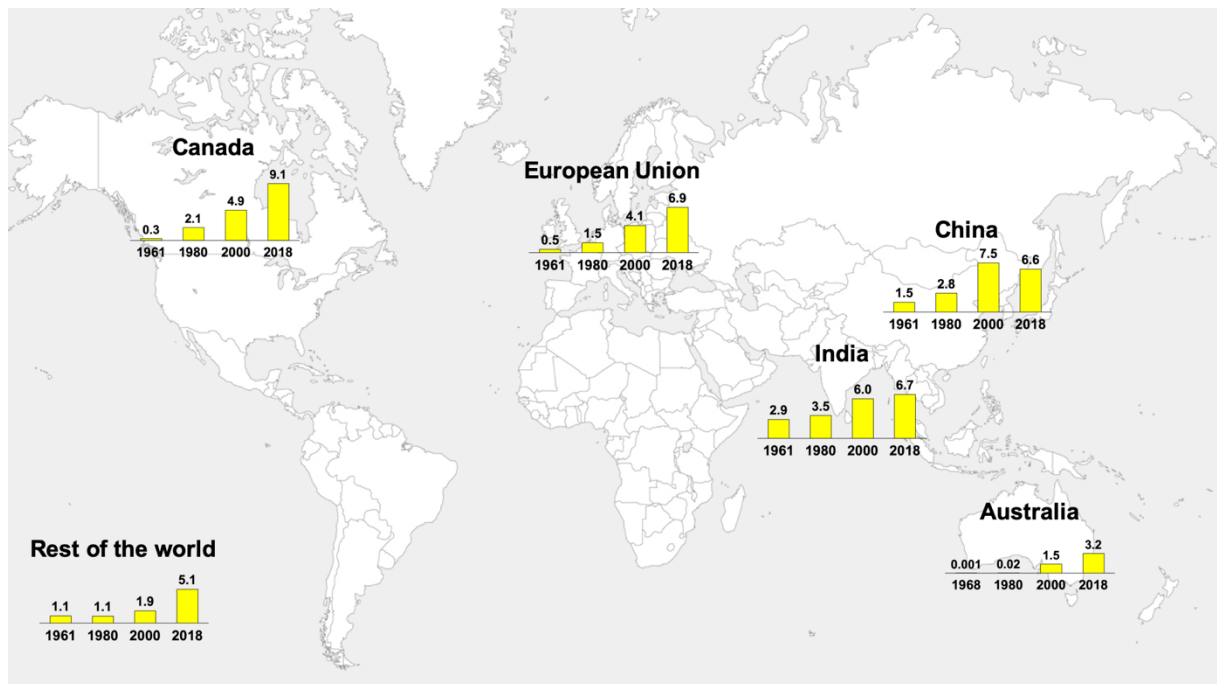 Canada
0.3 2.1 4.9 9.1
1961 1980 2000 2018
European Union
0.5 1.5 4.1 6.9
1961 1980 2000 2018
China
1.5 2.8 7.5 6.6
1961 1980 2000 2018
India
2.9 3.5 6.0 6.7
1961 1980 2000 2018
Australia
0.001 0.02 1.5 3.2
1968 1980 2000 2018
Rest of the world
1.1 1.1 1.9 5.1
1961 1980 2000 2018